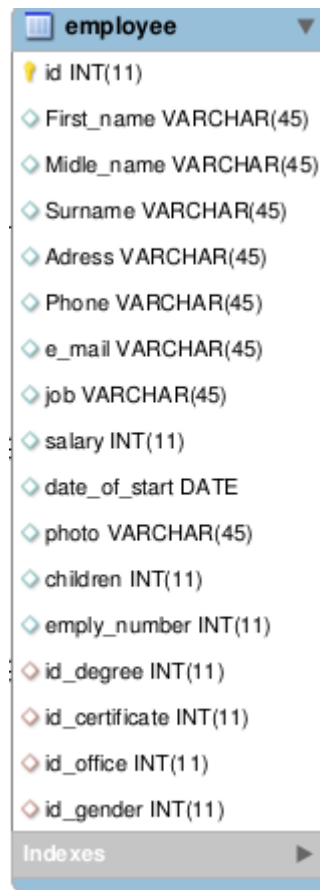 employee
id INT(11)
First_name VARCHAR(45)
Midle_name VARCHAR(45)
Surname VARCHAR(45)
Adress VARCHAR(45)
Phone VARCHAR(45)
e_mail VARCHAR(45)
job VARCHAR(45)
salary INT(11)
date_of_start DATE
photo VARCHAR(45)
children INT(11)
emply_number INT(11)
id_degree INT(11)
id_certificate INT(11)
id_office INT(11)
id_gender INT(11)
Indexes